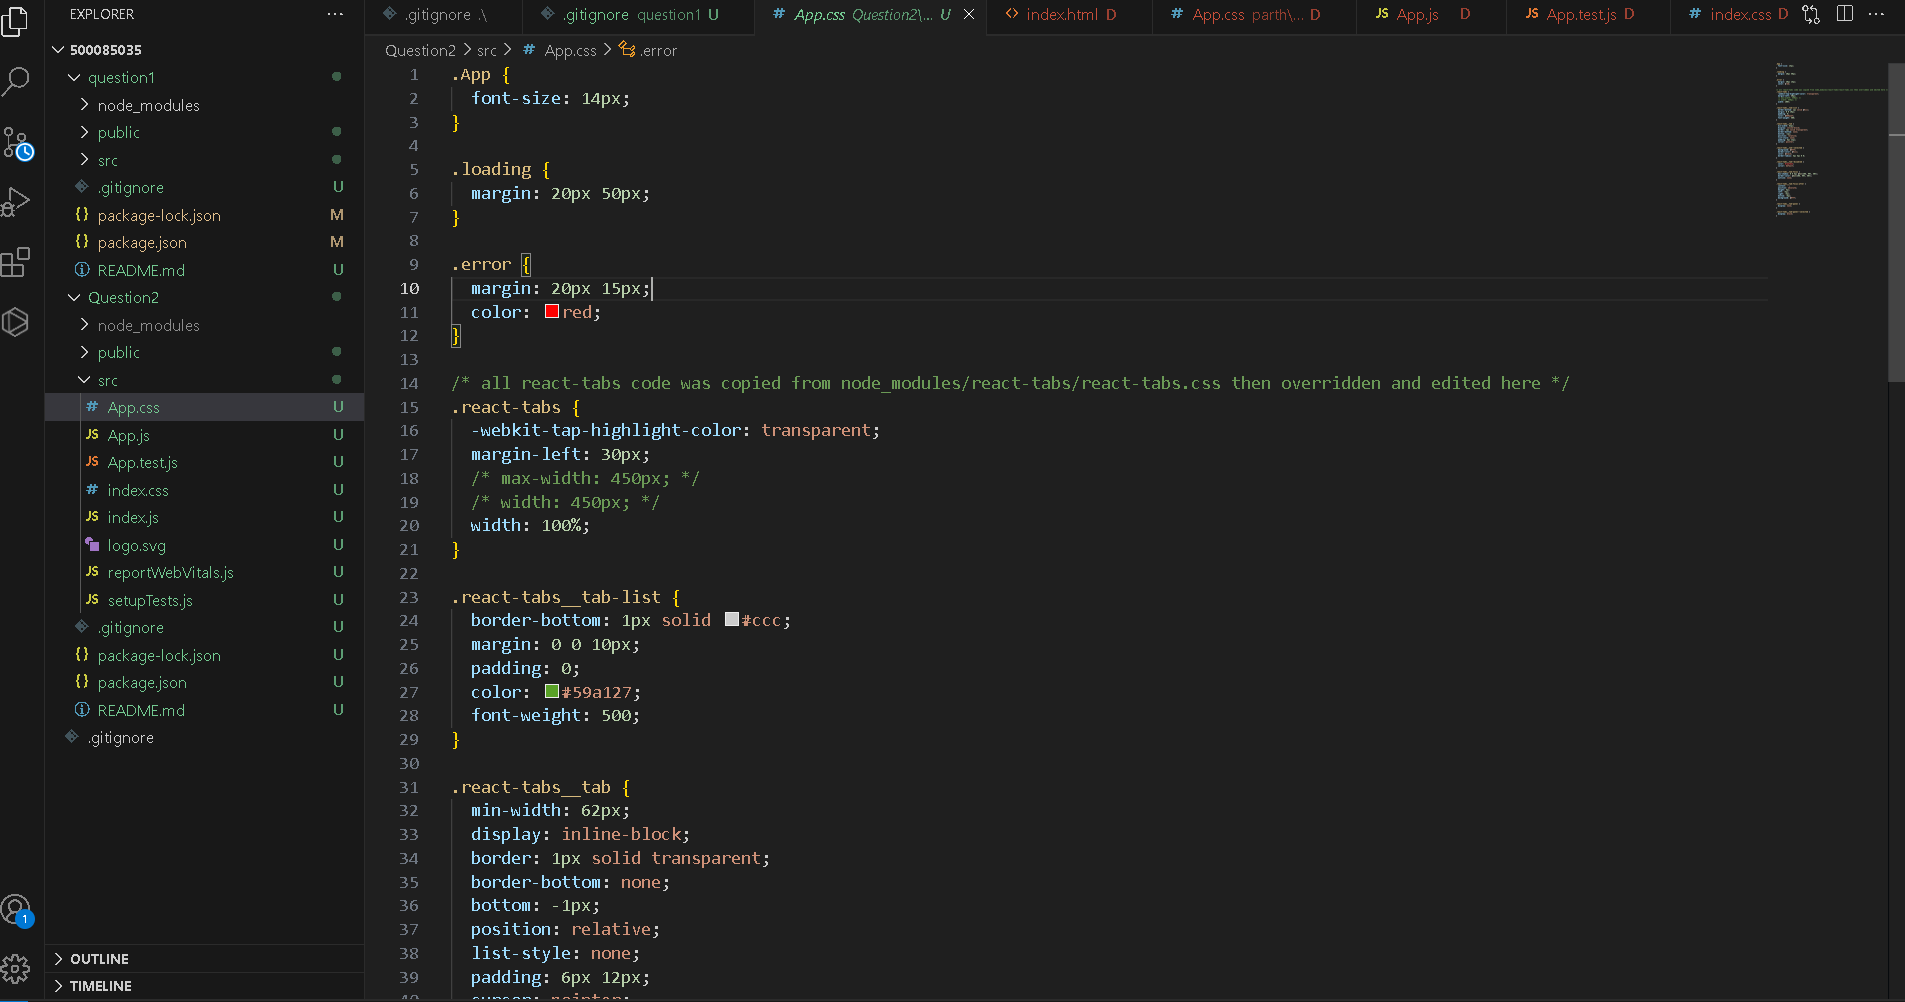 EXPLORER
500085035
question1
node_modules
public
src
.gitignore U
package-lock.json M
package.json M
README.md U
Question2
node_modules
public
src
App.css U
App.js U
App.test.js U
index.css U
index.js U
logo.svg U
reportWebVitals.js U
setupTests.js U
.gitignore U
package-lock.json U
package.json U
README.md U
.gitignore
OUTLINE
TIMELINE
1
.gitignore .\
.gitignore question1 U
# App.css Question2\... U
<> index.html D
# App.css parth\... D
JS App.js D
JS App.test.js D
# index.css D
Question2 > src > # App.css > .error
1 .App {
2 font-size: 14px;
3 }
4
5 .loading {
6 margin: 20px 50px;
7 }
8
9 .error {
10 margin: 20px 15px;
11 color: red;
12 }
13
14 /* all react-tabs code was copied from node_modules/react-tabs/react-tabs.css then overridden and edited here */
15 .react-tabs {
16 -webkit-tap-highlight-color: transparent;
17 margin-left: 30px;
18 /* max-width: 450px; */
19 /* width: 450px; */
20 width: 100%;
21 }
22
23 .react-tabs__tab-list {
24 border-bottom: 1px solid #ccc;
25 margin: 0 0 10px;
26 padding: 0;
27 color: #59a127;
28 font-weight: 500;
29 }
30
31 .react-tabs__tab {
32 min-width: 62px;
33 display: inline-block;
34 border: 1px solid transparent;
35 border-bottom: none;
36 bottom: -1px;
37 position: relative;
38 list-style: none;
39 padding: 6px 12px;